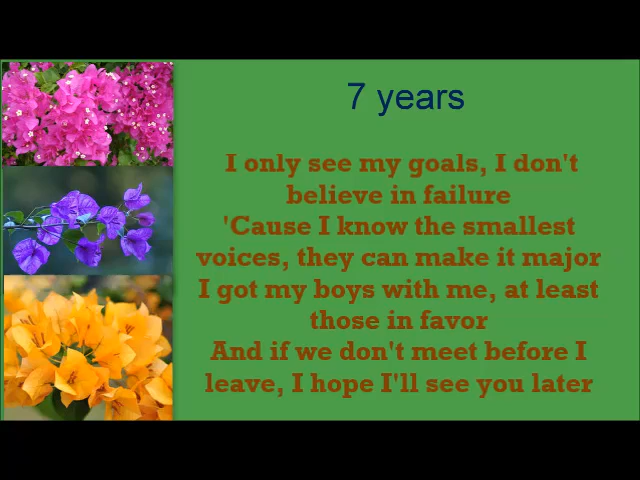 7 years
I only see my goals, I don't
believe in failure
'Cause I know the smallest
voices, they can make it major
I got my boys with me, at least
those in favor
And if we don't meet before I
leave, I hope I'll see you later